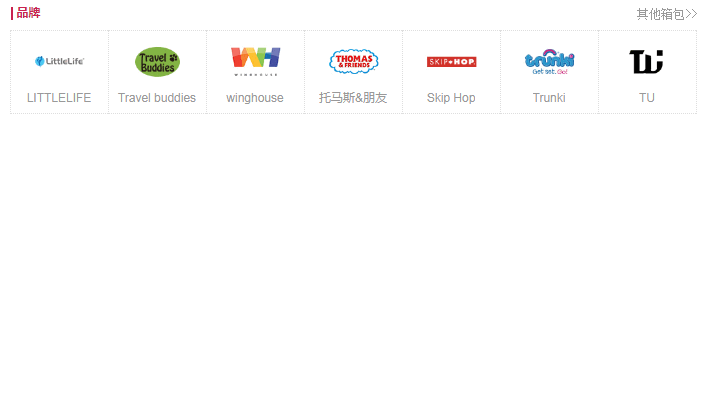 品牌
其他箱包>>
LittleLife
Travel Buddies
WH
WINGHOUSE
THOMAS & FRIENDS
SKIP HOP
trunki
Get set. Go!
TU
LITTLELIFE
Travel buddies
winghouse
托马斯&朋友
Skip Hop
Trunki
TU